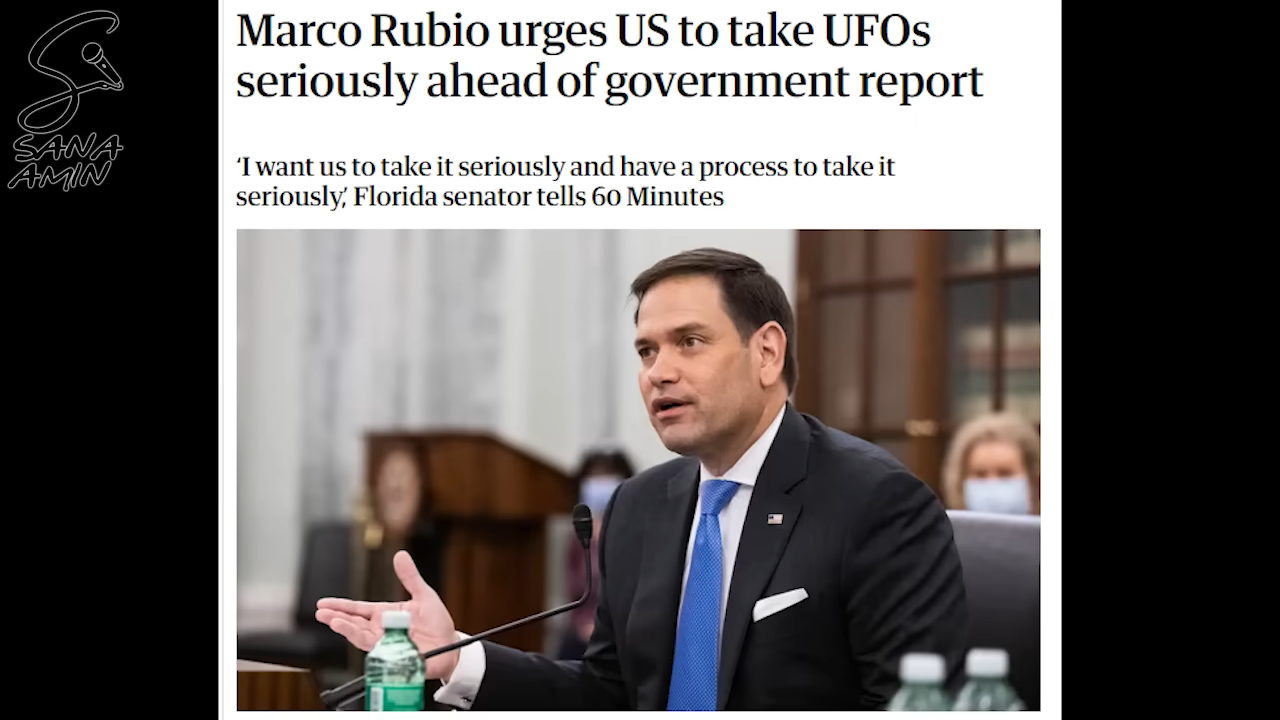 Marco Rubio urges US to take UFOs
seriously ahead of government report
‘I want us to take it seriously and have a process to take it
seriously,’ Florida senator tells 60 Minutes
SANA
AMIN